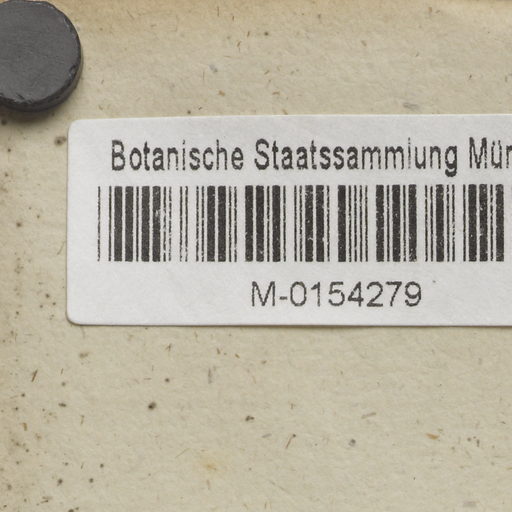 Botanische Staatssammlung Mün
M-0154279